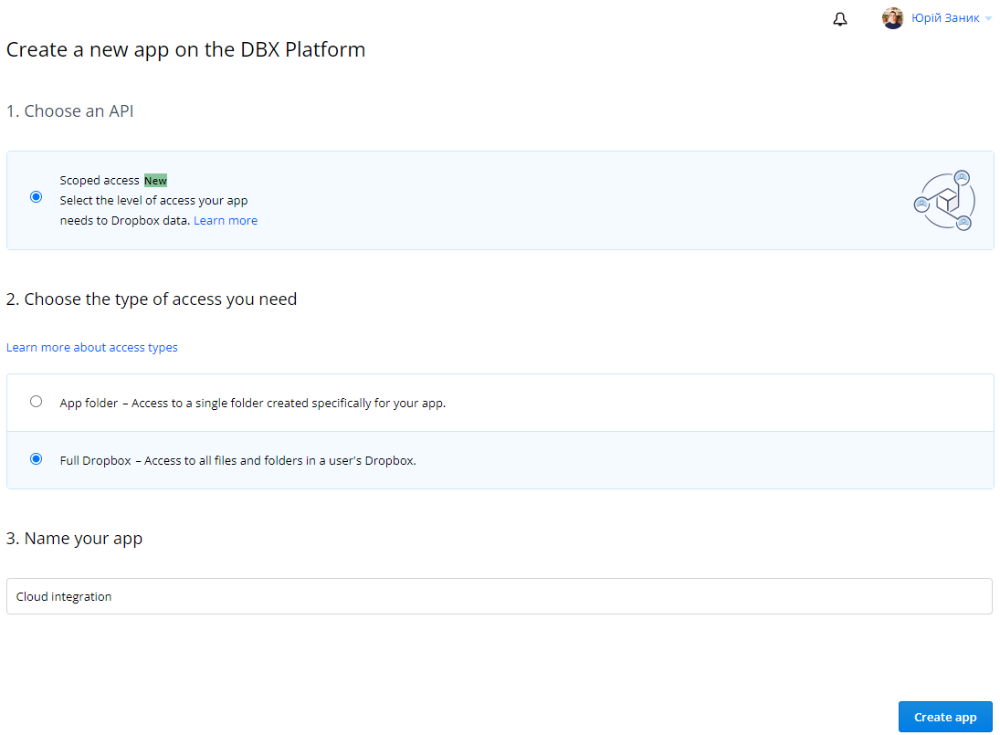 Юрій Заник
Create a new app on the DBX Platform
1. Choose an API
Scoped access New
Select the level of access your app
needs to Dropbox data. Learn more
2. Choose the type of access you need
Learn more about access types
App folder – Access to a single folder created specifically for your app.
Full Dropbox – Access to all files and folders in a user's Dropbox.
3. Name your app
Cloud integration
Create app